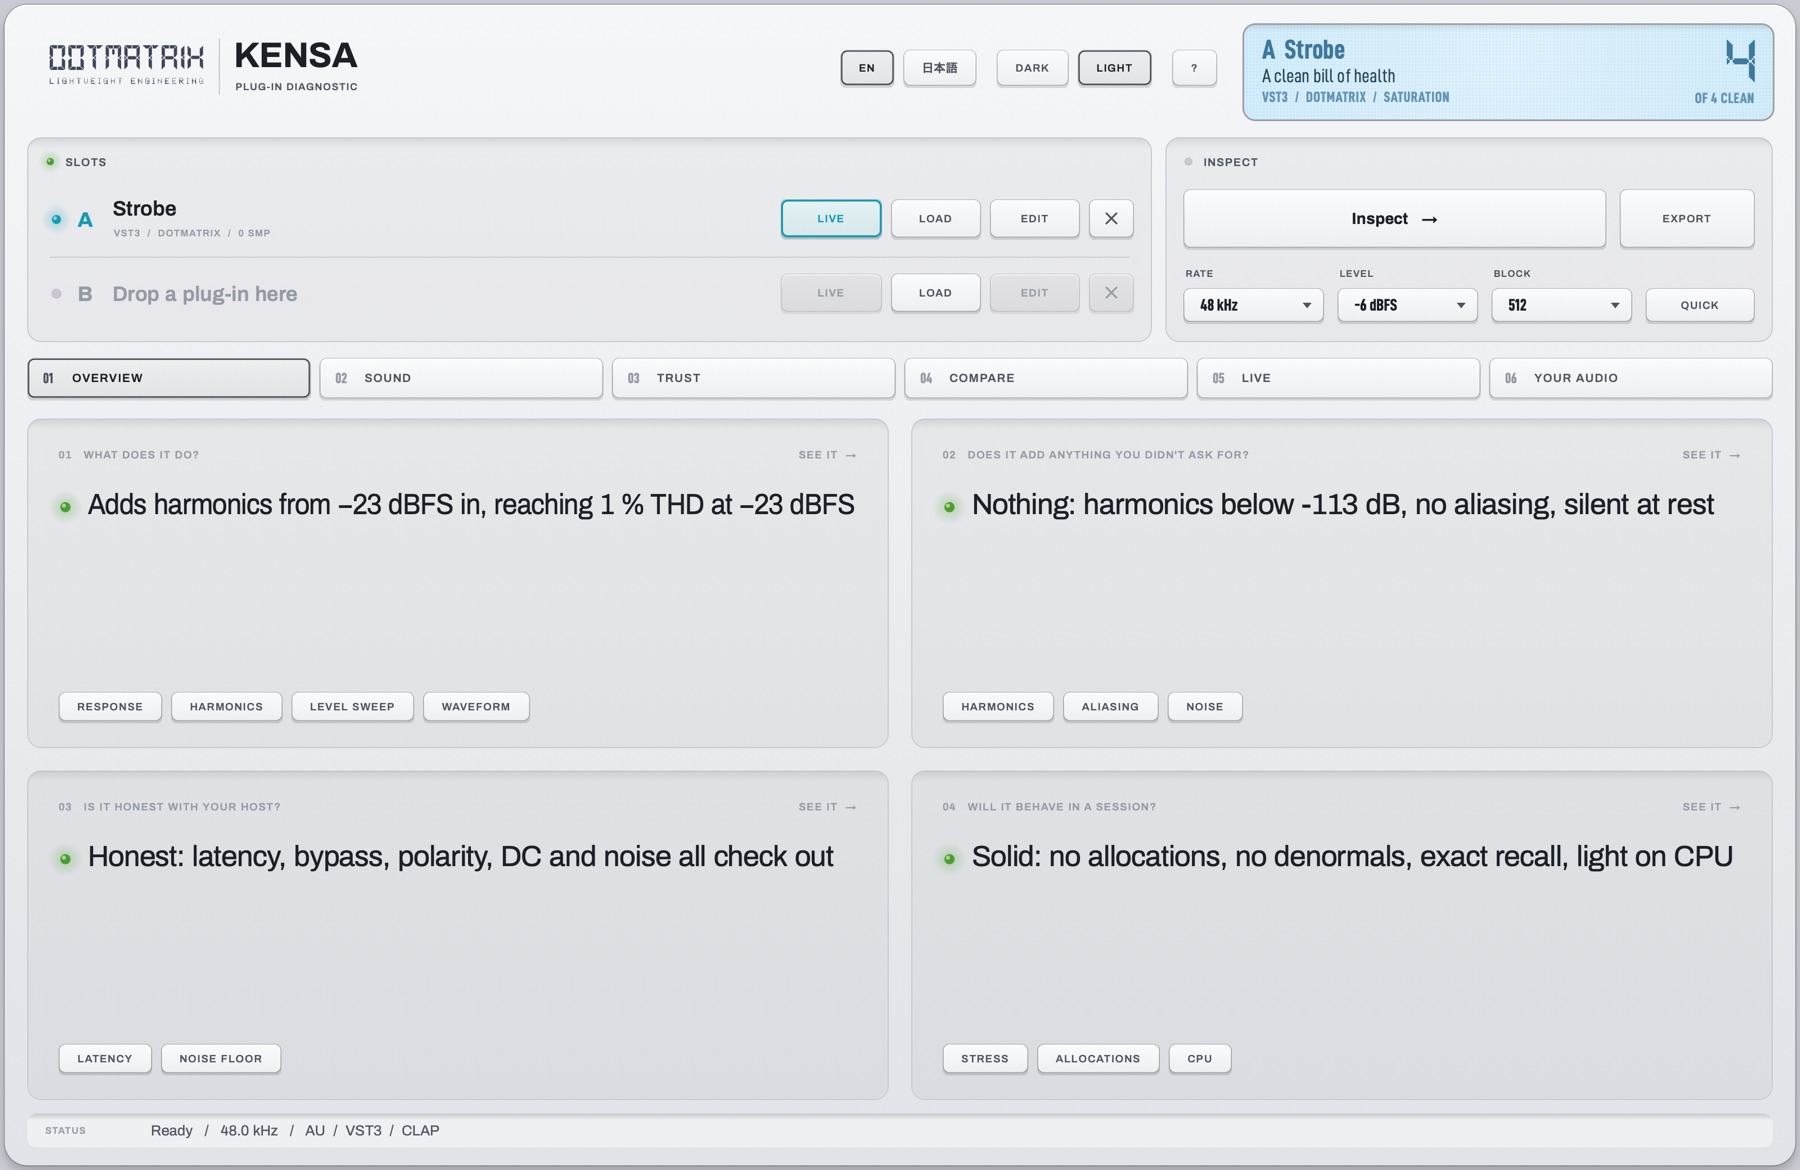 DOTMATRIX
LIGHTWEIGHT ENGINEERING
KENSA
PLUG-IN DIAGNOSTIC
EN
日本語
DARK
LIGHT
?
A Strobe
A clean bill of health
VST3 / DOTMATRIX / SATURATION
4
OF 4 CLEAN
SLOTS
A
Strobe
VST3 / DOTMATRIX / 0 SMP
LIVE
LOAD
EDIT
B
Drop a plug-in here
LIVE
LOAD
EDIT
INSPECT
Inspect →
EXPORT
RATE
LEVEL
BLOCK
48 kHz
-6 dBFS
512
QUICK
01 OVERVIEW
02 SOUND
03 TRUST
04 COMPARE
05 LIVE
06 YOUR AUDIO
01 WHAT DOES IT DO?
SEE IT →
Adds harmonics from −23 dBFS in, reaching 1 % THD at −23 dBFS
RESPONSE
HARMONICS
LEVEL SWEEP
WAVEFORM
02 DOES IT ADD ANYTHING YOU DIDN'T ASK FOR?
SEE IT →
Nothing: harmonics below -113 dB, no aliasing, silent at rest
HARMONICS
ALIASING
NOISE
03 IS IT HONEST WITH YOUR HOST?
SEE IT →
Honest: latency, bypass, polarity, DC and noise all check out
LATENCY
NOISE FLOOR
04 WILL IT BEHAVE IN A SESSION?
SEE IT →
Solid: no allocations, no denormals, exact recall, light on CPU
STRESS
ALLOCATIONS
CPU
STATUS
Ready / 48.0 kHz / AU / VST3 / CLAP